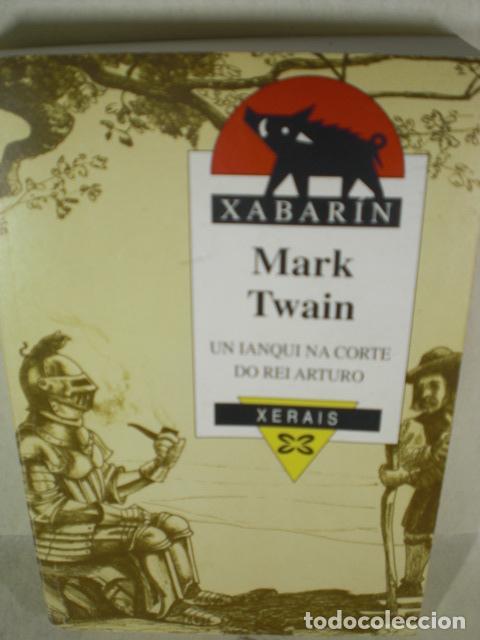 XABARÍN
Mark
Twain
UN IANQUI NA CORTE
DO REI ARTURO
XERAIS
todocoleccion